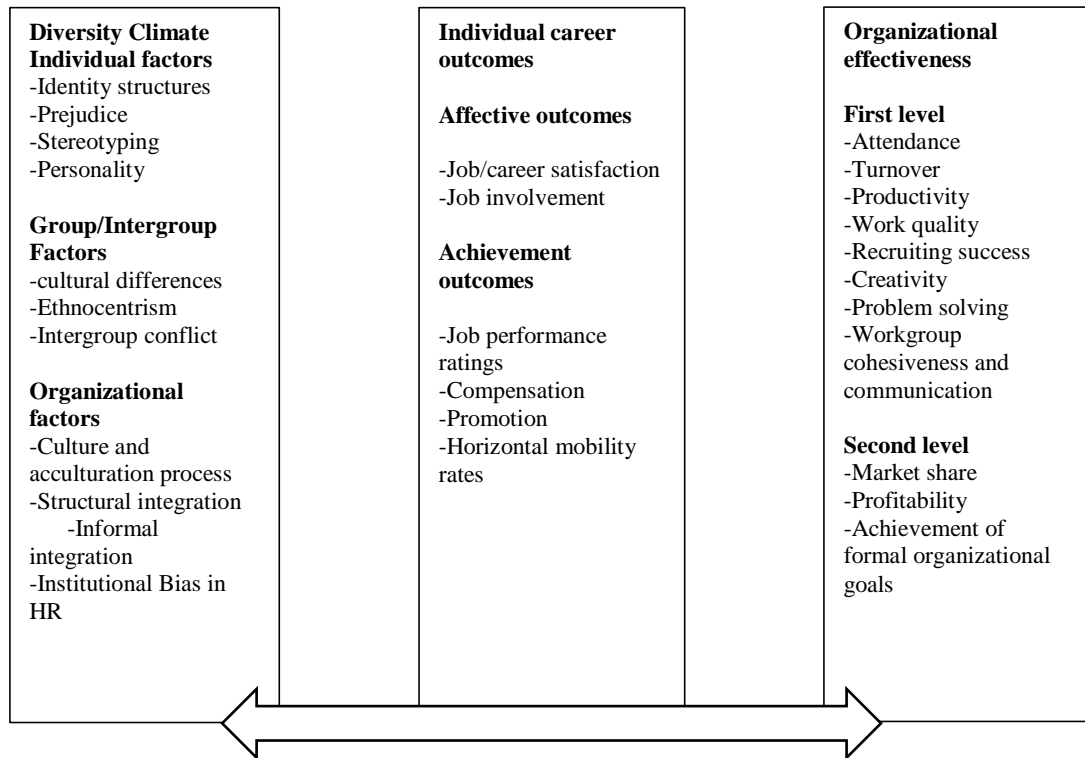 Diversity Climate
Individual factors
-Identity structures
-Prejudice
-Stereotyping
-Personality
Group/Intergroup
Factors
-cultural differences
-Ethnocentrism
-Intergroup conflict
Organizational
factors
-Culture and
acculturation process
-Structural integration
-Informal
integration
-Institutional Bias in
HR
Individual career
outcomes
Affective outcomes
-Job/career satisfaction
-Job involvement
Achievement
outcomes
-Job performance
ratings
-Compensation
-Promotion
-Horizontal mobility
rates
Organizational
effectiveness
First level
-Attendance
-Turnover
-Productivity
-Work quality
-Recruiting success
-Creativity
-Problem solving
-Workgroup
cohesiveness and
communication
Second level
-Market share
-Profitability
-Achievement of
formal organizational
goals